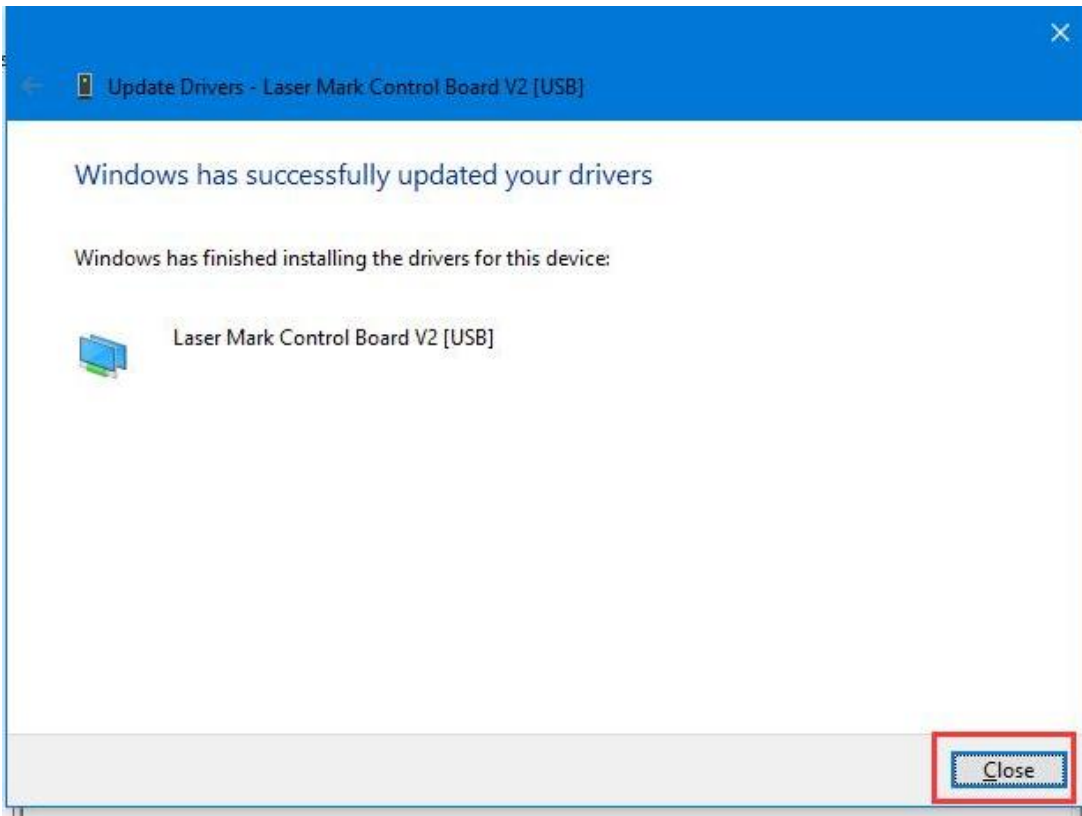 Update Drivers - Laser Mark Control Board V2 [USB]
Windows has successfully updated your drivers
Windows has finished installing the drivers for this device:
Laser Mark Control Board V2 [USB]
Close